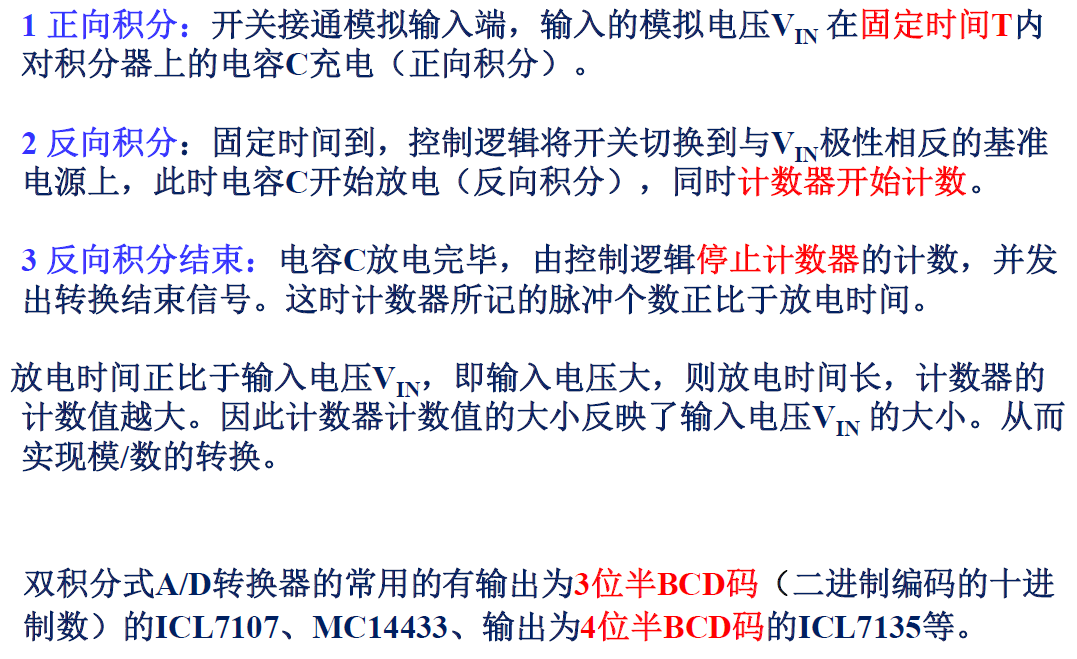 1 正向积分：开关接通模拟输入端，输入的模拟电压VIN 在固定时间T内
对积分器上的电容C充电（正向积分）。
2 反向积分：固定时间到，控制逻辑将开关切换到与VIN极性相反的基准
电源上，此时电容C开始放电（反向积分），同时计数器开始计数。
3 反向积分结束：电容C放电完毕，由控制逻辑停止计数器的计数，并发
出转换结束信号。这时计数器所记的脉冲个数正比于放电时间。
放电时间正比于输入电压VIN，即输入电压大，则放电时间长，计数器的
计数值越大。因此计数器计数值的大小反映了输入电压VIN 的大小。从而
实现模/数的转换。
双积分式A/D转换器的常用的有输出为3位半BCD码（二进制编码的十进
制数）的ICL7107、MC14433、输出为4位半BCD码的ICL7135等。